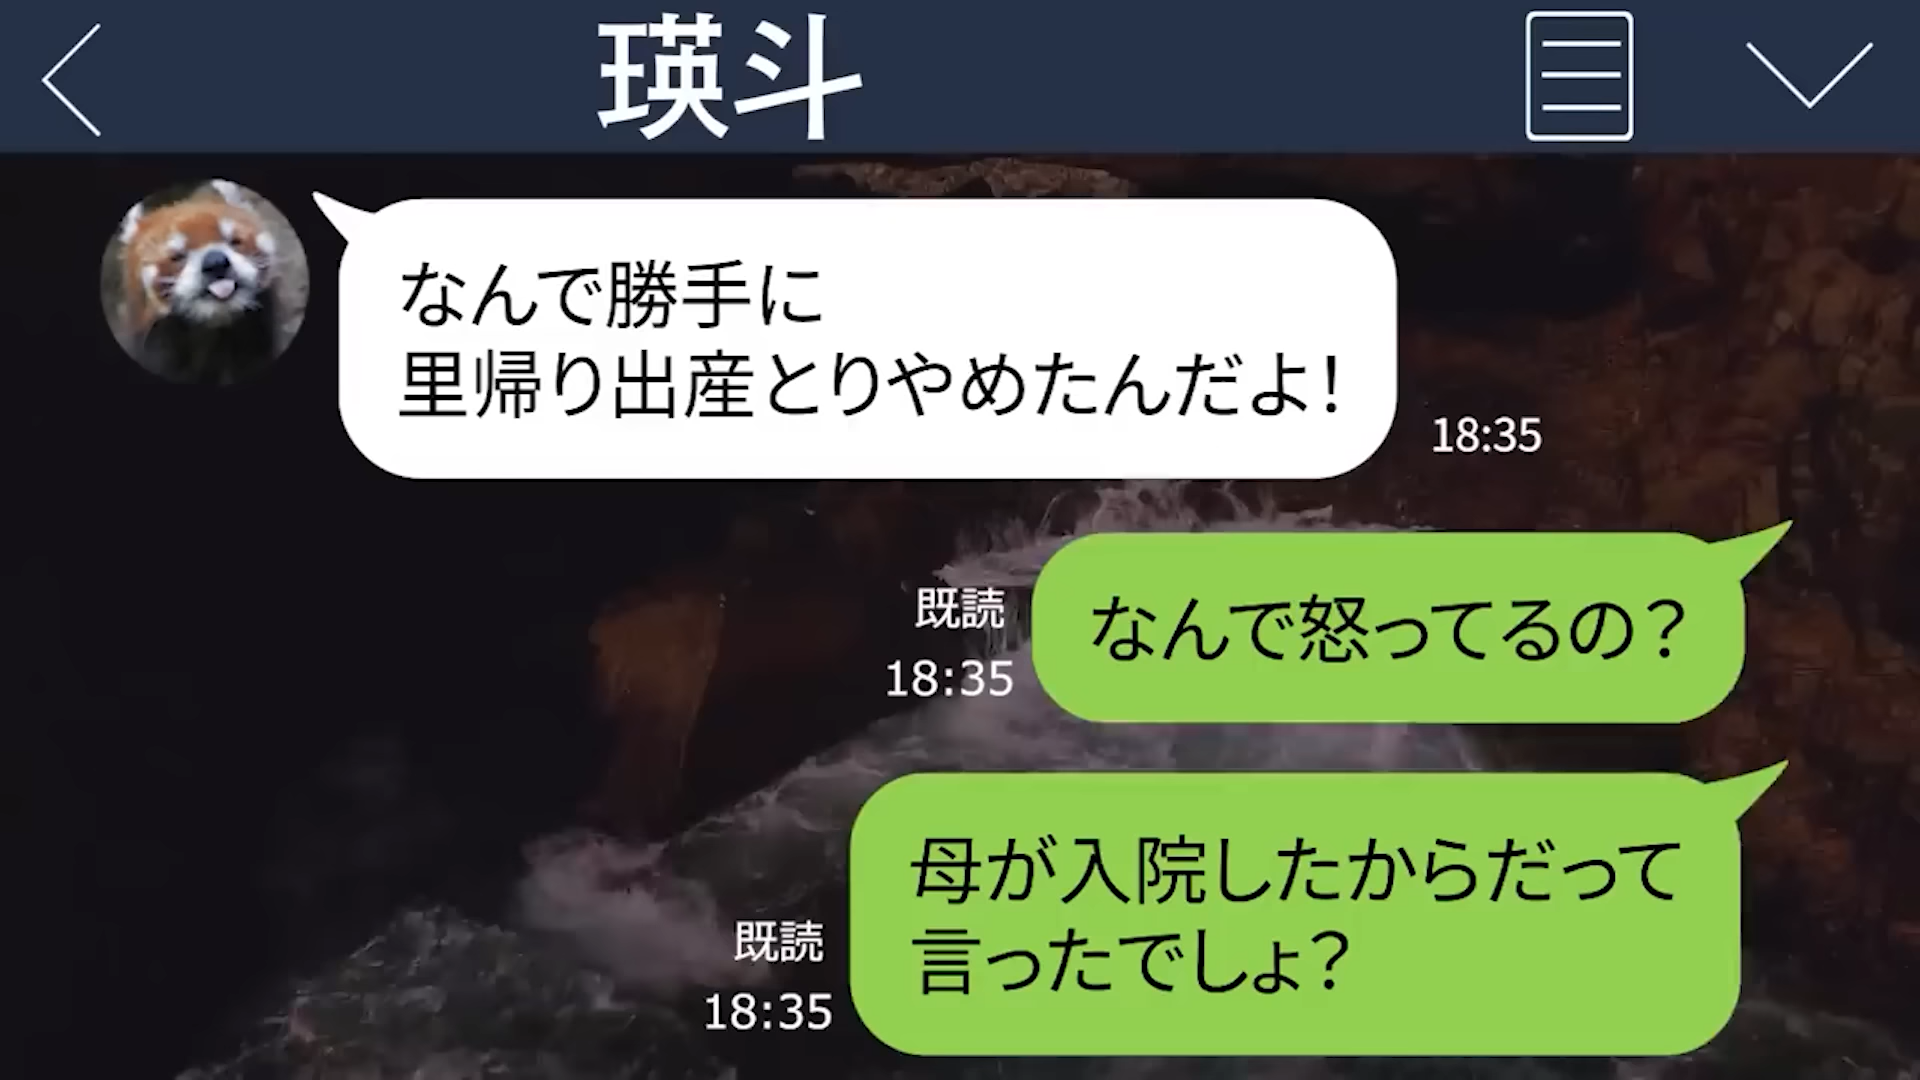 瑛斗
なんで勝手に
里帰り出産とりやめたんだよ！
18:35
なんで怒ってるの？
既読
18:35
母が入院したからだって
言ったでしょ？
既読
18:35